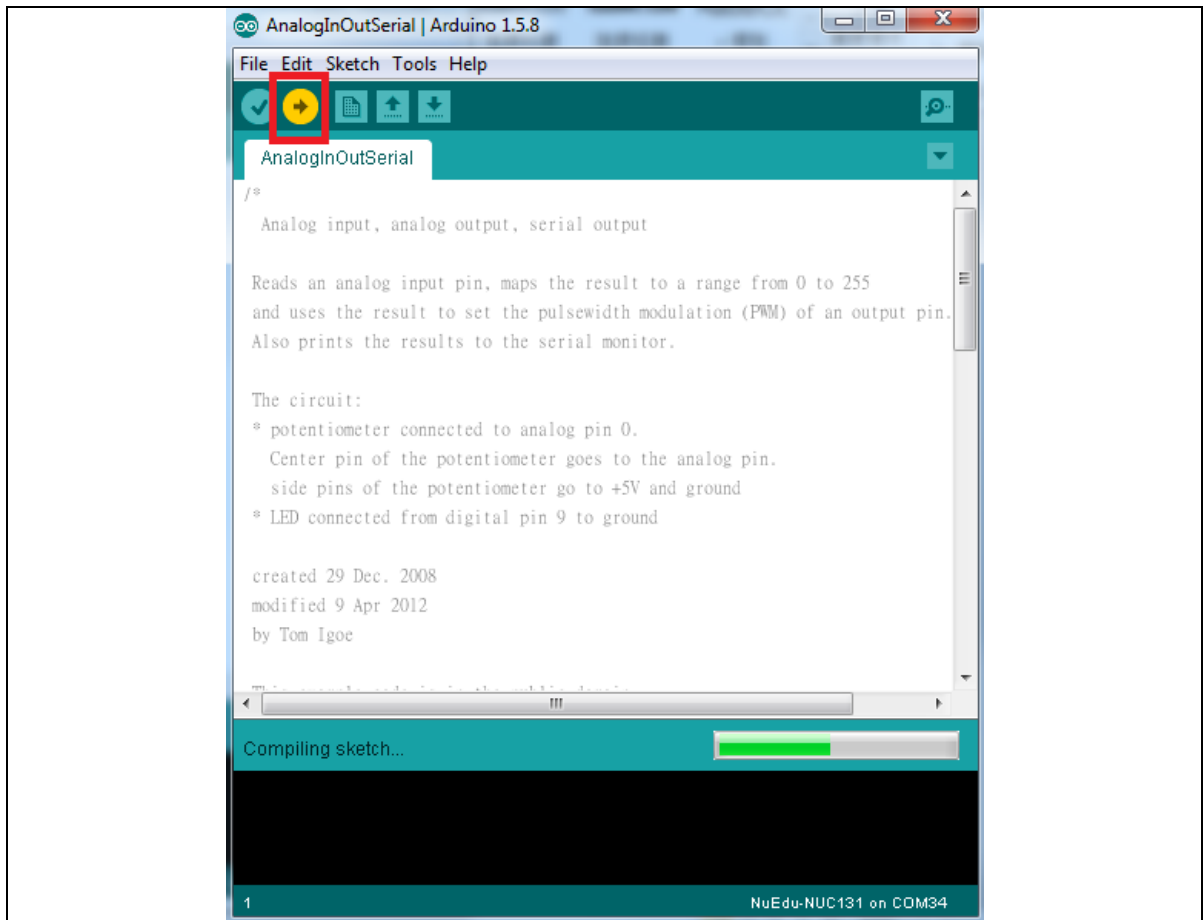 AnalogInOutSerial | Arduino 1.5.8
File Edit Sketch Tools Help
AnalogInOutSerial
/*
Analog input, analog output, serial output
Reads an analog input pin, maps the result to a range from 0 to 255
and uses the result to set the pulsewidth modulation (PWM) of an output pin.
Also prints the results to the serial monitor.
The circuit:
* potentiometer connected to analog pin 0.
Center pin of the potentiometer goes to the analog pin.
side pins of the potentiometer go to +5V and ground
* LED connected from digital pin 9 to ground
created 29 Dec. 2008
modified 9 Apr 2012
by Tom Igoe
Compiling sketch...
1 NuEdu-NUC131 on COM34